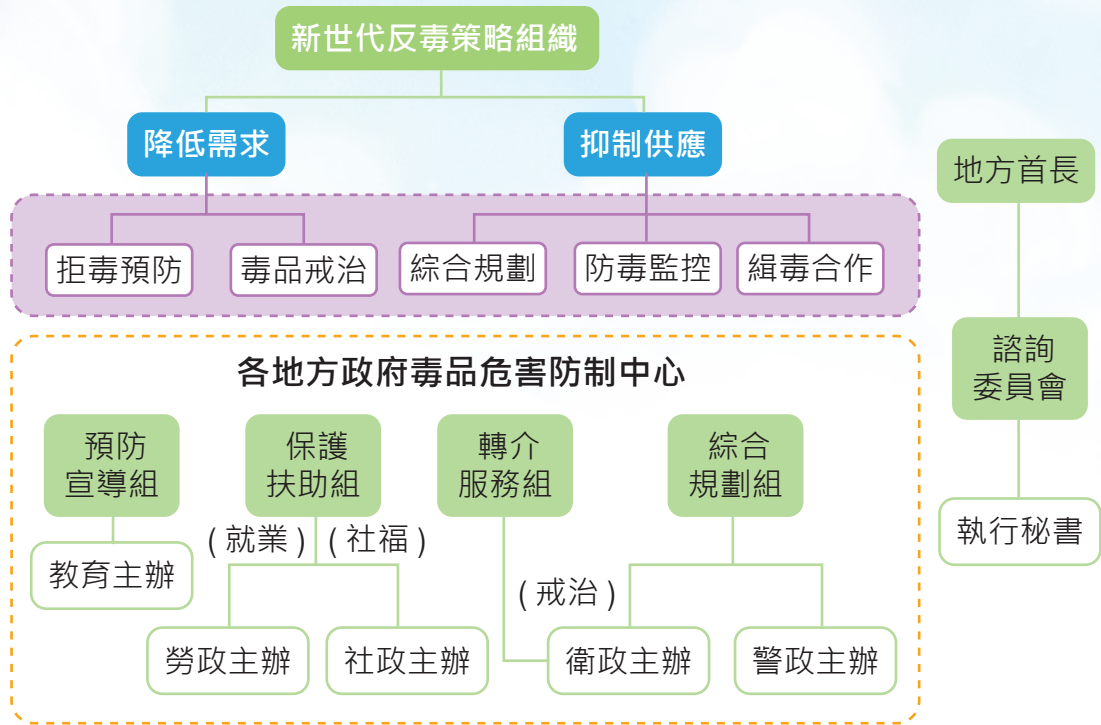 新世代反毒策略組織
降低需求
抑制供應
拒毒預防
毒品戒治
綜合規劃
防毒監控
緝毒合作
各地方政府毒品危害防制中心
預防
宣導組
保護
扶助組
轉介
服務組
綜合
規劃組
教育主辦
(就業)
(社福)
(戒治)
勞政主辦
社政主辦
衛政主辦
警政主辦
地方首長
諮詢
委員會
執行秘書